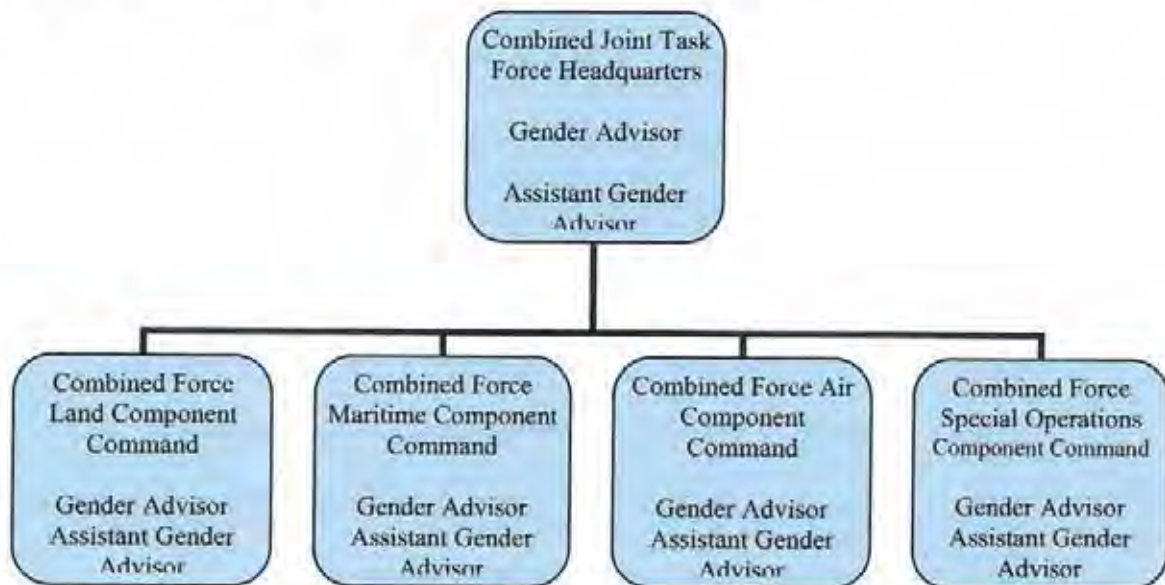 Combined Joint Task
Force Headquarters
Gender Advisor
Assistant Gender
Advisor
Combined Force
Land Component
Command
Gender Advisor
Assistant Gender
Advisor
Combined Force
Maritime Component
Command
Gender Advisor
Assistant Gender
Advisor
Combined Force Air
Component
Command
Gender Advisor
Assistant Gender
Advisor
Combined Force
Special Operations
Component Command
Gender Advisor
Assistant Gender
Advisor